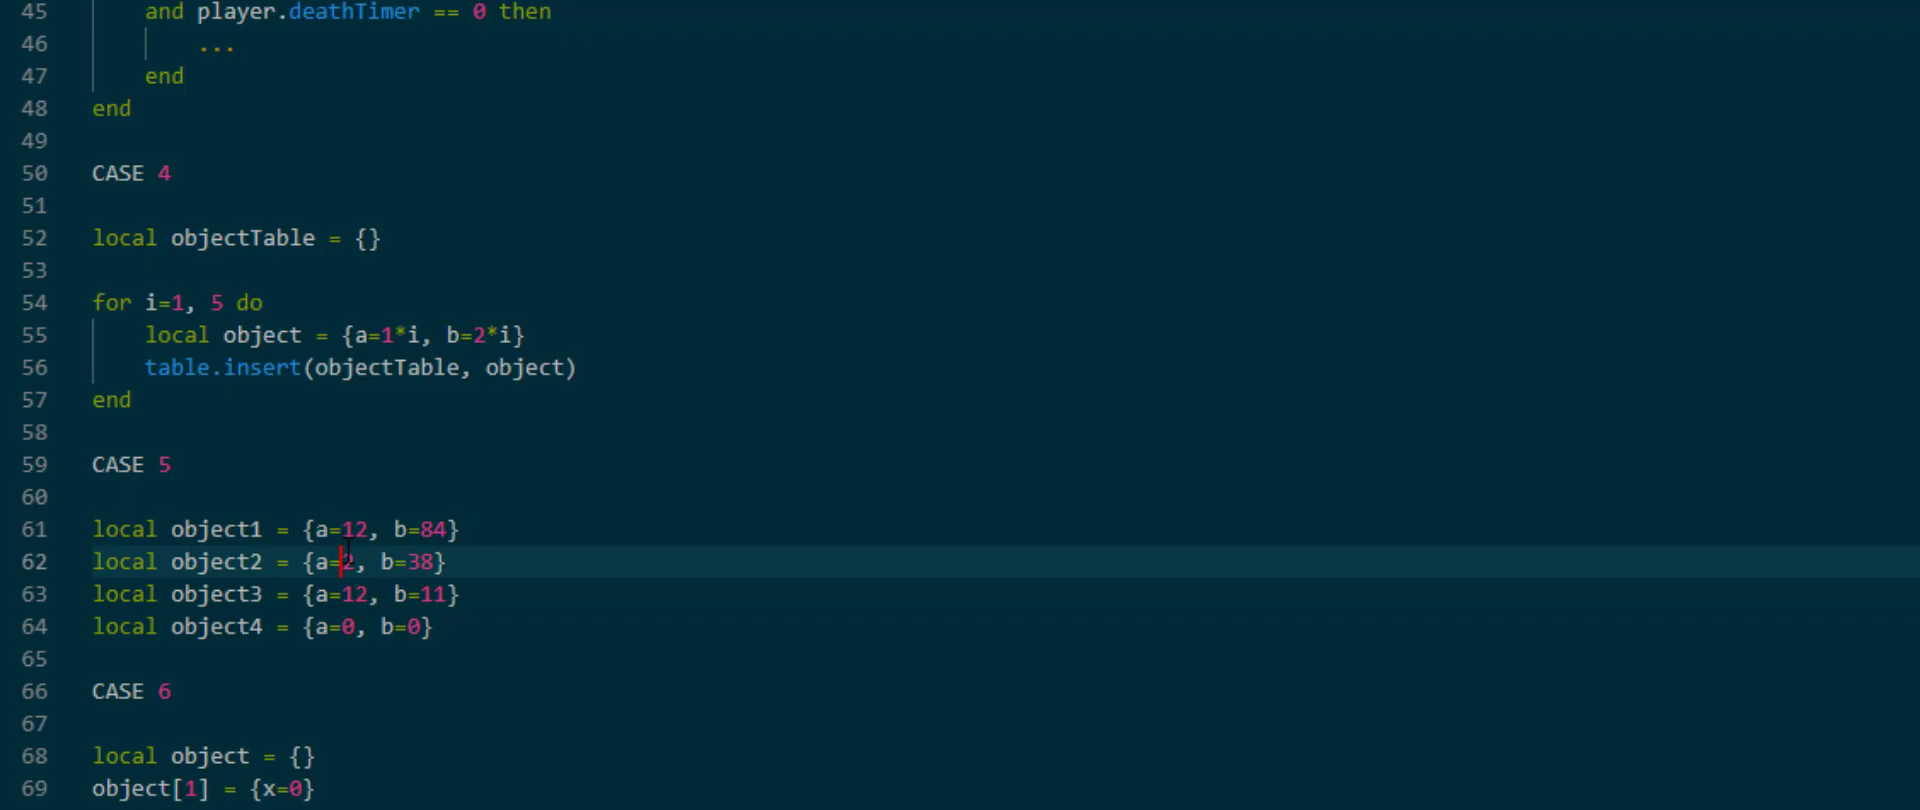 45 and player.deathTimer == 0 then
46 ...
47 end
48 end
49
50 CASE 4
51
52 local objectTable = {}
53
54 for i=1, 5 do
55 local object = {a=1*i, b=2*i}
56 table.insert(objectTable, object)
57 end
58
59 CASE 5
60
61 local object1 = {a=12, b=84}
62 local object2 = {a=2, b=38}
63 local object3 = {a=12, b=11}
64 local object4 = {a=0, b=0}
65
66 CASE 6
67
68 local object = {}
69 object[1] = {x=0}